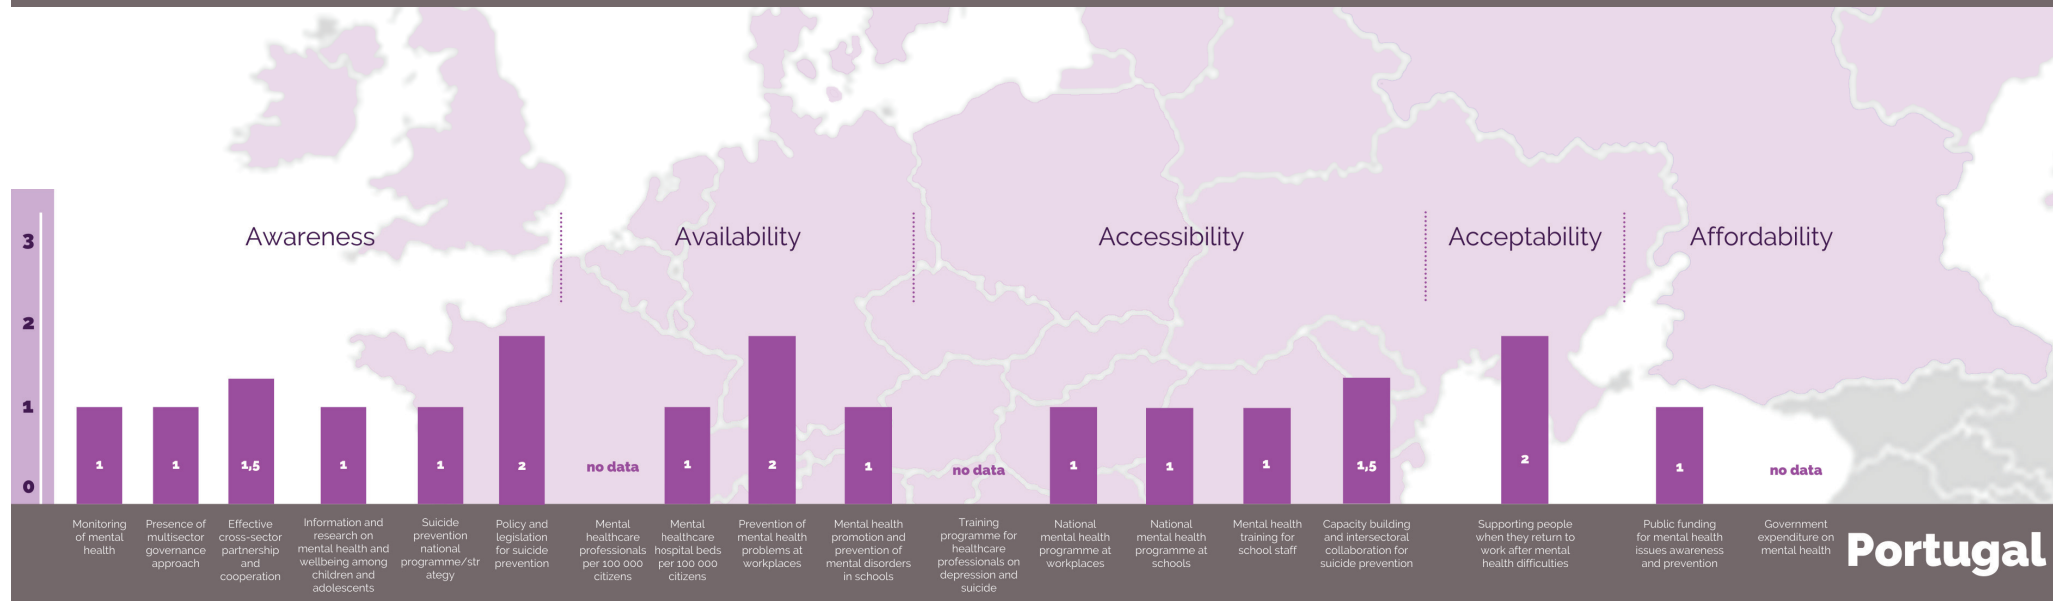 Awareness
Availability
Accessibility
Acceptability
Affordability
3
2
1
0
1
1
1,5
1
1
2
no data
1
2
1
no data
1
1
1
1,5
2
1
no data
Monitoring
of mental
health
Presence of
multisector
governance
approach
Effective
cross-sector
partnership
and
cooperation
Information and
research on
mental health and
wellbeing among
children and
adolescents
Suicide
prevention
national
programme/str
ategy
Policy and
legislation
for suicide
prevention
Mental
healthcare
professionals
per 100 000
citizens
Mental
healthcare
hospital beds
per 100 000
citizens
Prevention of
mental health
problems at
workplaces
Mental health
promotion and
prevention of
mental disorders
in schools
Training
programme for
healthcare
professionals on
depression and
suicide
National
mental health
programme at
workplaces
National
mental health
programme at
schools
Mental health
training for
school staff
Capacity building
and intersectoral
collaboration for
suicide prevention
Supporting people
when they return to
work after mental
health difficulties
Public funding
for mental health
issues awareness
and prevention
Government
expenditure on
mental health
Portugal